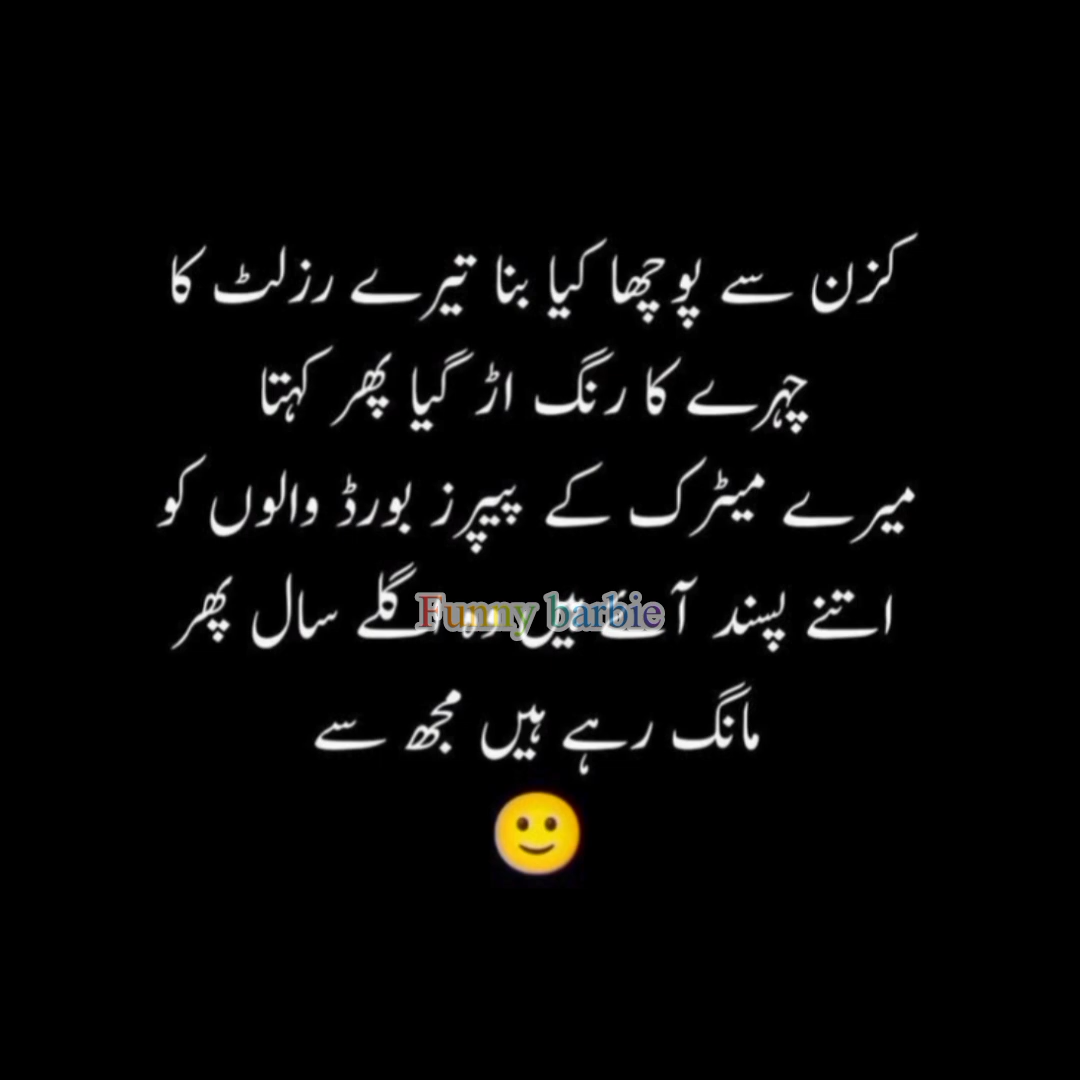 کزن سے پوچھا کیا بنا تیرے رزلٹ کا
چہرے کا رنگ اڑ گیا پھر کہتا
میرے میٹرک کے پیپرز بورڈ والوں کو
اتنے پسند آئے ہیں وہ اگلے سال پھر
Funny barbie
مانگ رہے ہیں مجھ سے
🙂